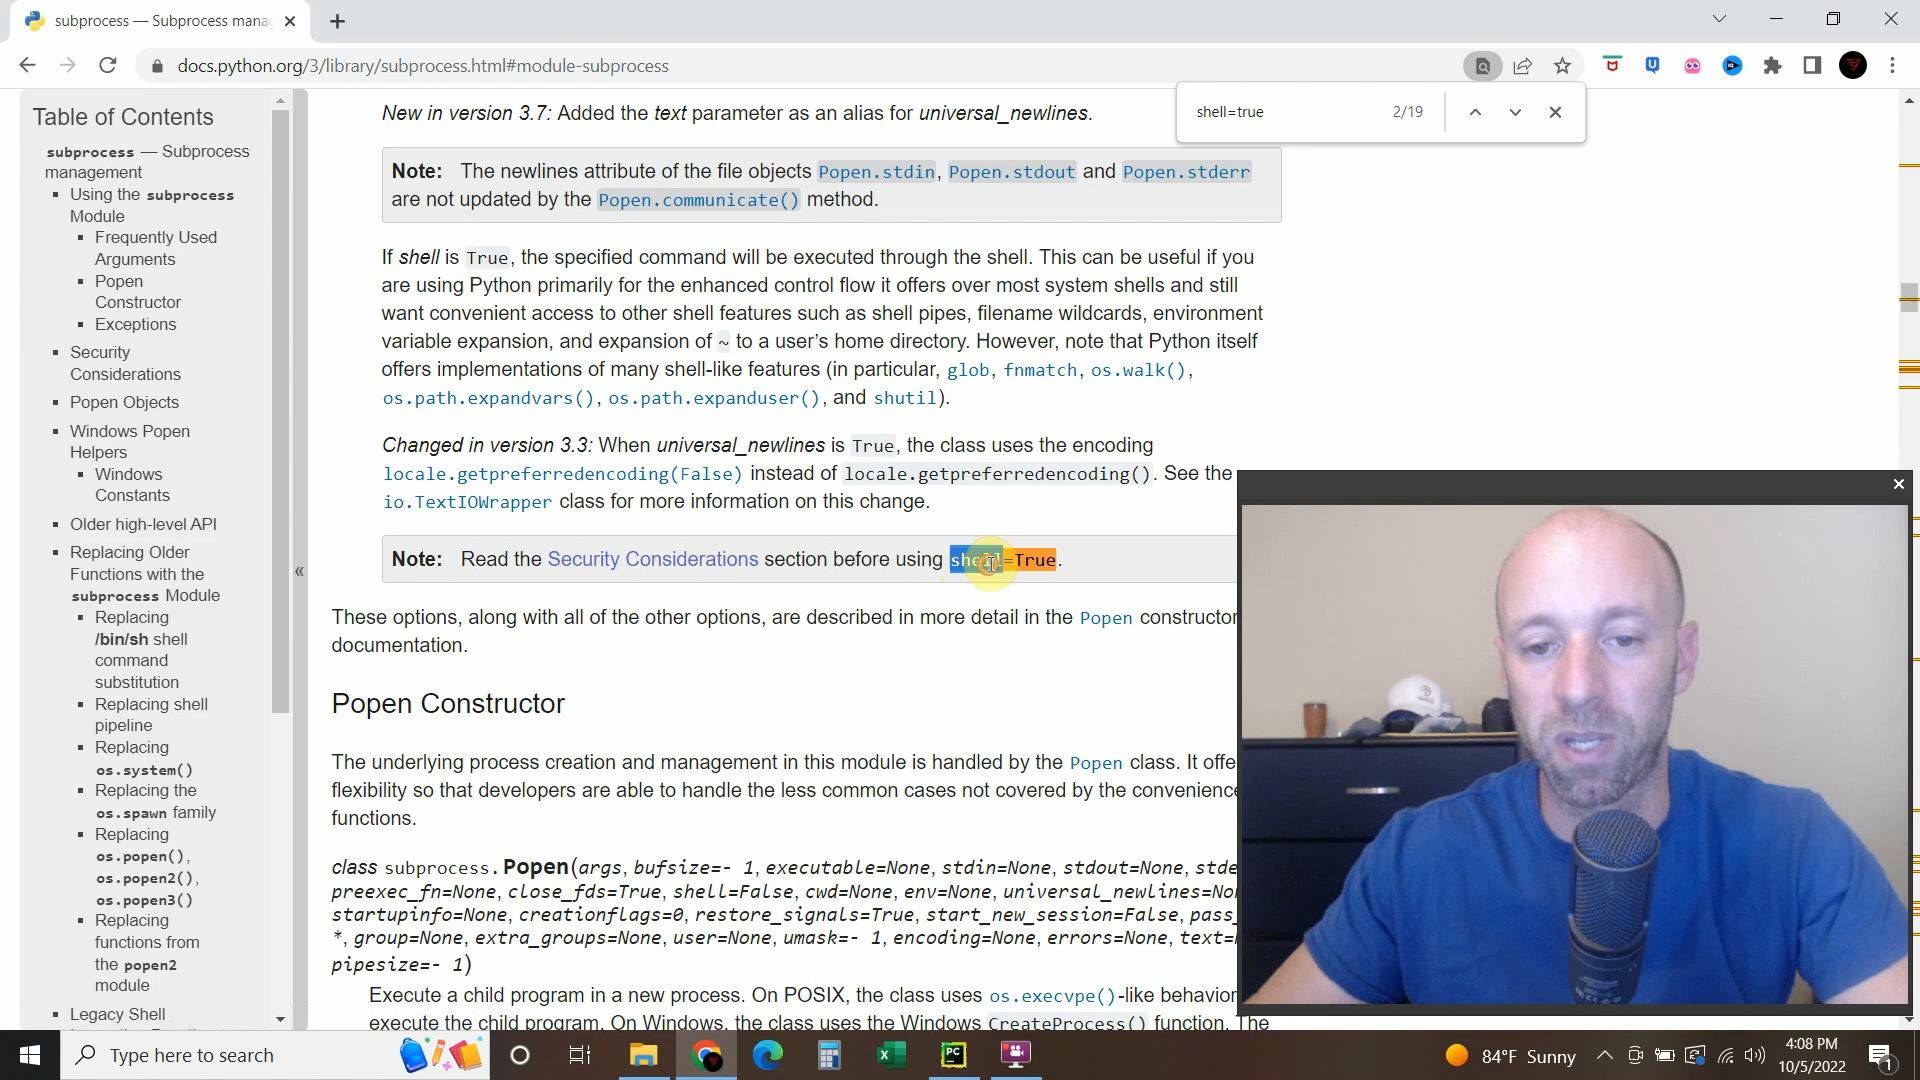 subprocess — Subprocess mana
docs.python.org/3/library/subprocess.html#module-subprocess
shell=true
2/19
Table of Contents
subprocess — Subprocess
management
Using the subprocess
Module
Frequently Used
Arguments
Popen
Constructor
Exceptions
Security
Considerations
Popen Objects
Windows Popen
Helpers
Windows
Constants
Older high-level API
Replacing Older
Functions with the
subprocess Module
Replacing
/bin/sh shell
command
substitution
Replacing shell
pipeline
Replacing
os.system()
Replacing the
os.spawn family
Replacing
os.popen(),
os.popen2(),
os.popen3()
Replacing
functions from
the popen2
module
Legacy Shell
«
New in version 3.7: Added the text parameter as an alias for universal_newlines.
Note: The newlines attribute of the file objects Popen.stdin, Popen.stdout and Popen.stderr
are not updated by the Popen.communicate() method.
If shell is True, the specified command will be executed through the shell. This can be useful if you
are using Python primarily for the enhanced control flow it offers over most system shells and still
want convenient access to other shell features such as shell pipes, filename wildcards, environment
variable expansion, and expansion of ~ to a user’s home directory. However, note that Python itself
offers implementations of many shell-like features (in particular, glob, fnmatch, os.walk(),
os.path.expandvars(), os.path.expanduser(), and shutil).
Changed in version 3.3: When universal_newlines is True, the class uses the encoding
locale.getpreferredencoding(False) instead of locale.getpreferredencoding(). See the
io.TextIOWrapper class for more information on this change.
Note: Read the Security Considerations section before using shell=True.
These options, along with all of the other options, are described in more detail in the Popen constructor
documentation.
Popen Constructor
The underlying process creation and management in this module is handled by the Popen class. It offe
flexibility so that developers are able to handle the less common cases not covered by the convenience
functions.
class subprocess.Popen(args, bufsize=- 1, executable=None, stdin=None, stdout=None, stde
preexec_fn=None, close_fds=True, shell=False, cwd=None, env=None, universal_newlines=No
startupinfo=None, creationflags=0, restore_signals=True, start_new_session=False, pass_
*, group=None, extra_groups=None, user=None, umask=- 1, encoding=None, errors=None, text=
pipesize=- 1)
Execute a child program in a new process. On POSIX, the class uses os.execvpe()-like behavior
execute the child program. On Windows, the class uses the Windows CreateProcess() function. The
Type here to search
PC
84°F Sunny
4:08 PM
10/5/2022
1